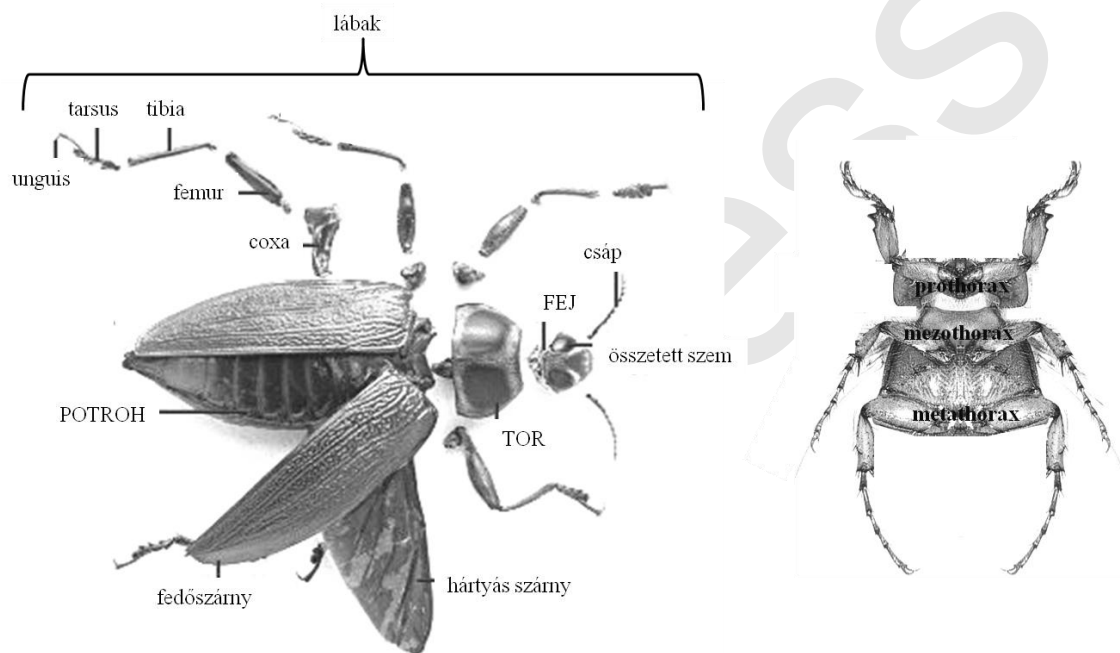 lábak
tarsus
tibia
unguis
femur
coxa
csáp
FEJ
összetett szem
POTROH
TOR
fedőszárny
hártyás szárny
prothorax
mezothorax
metathorax